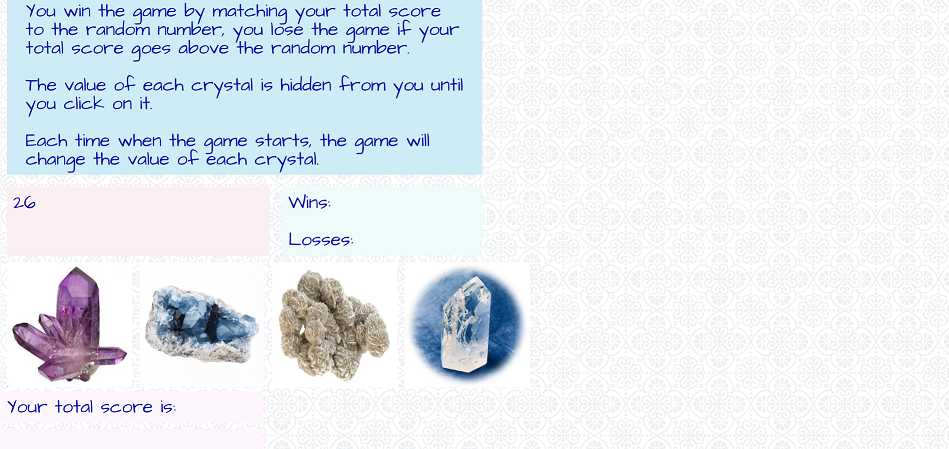 You win the game by matching your total score
to the random number, you lose the game if your
total score goes above the random number.
The value of each crystal is hidden from you until
you click on it.
Each time when the game starts, the game will
change the value of each crystal.
26
Wins:
Losses:
Your total score is: